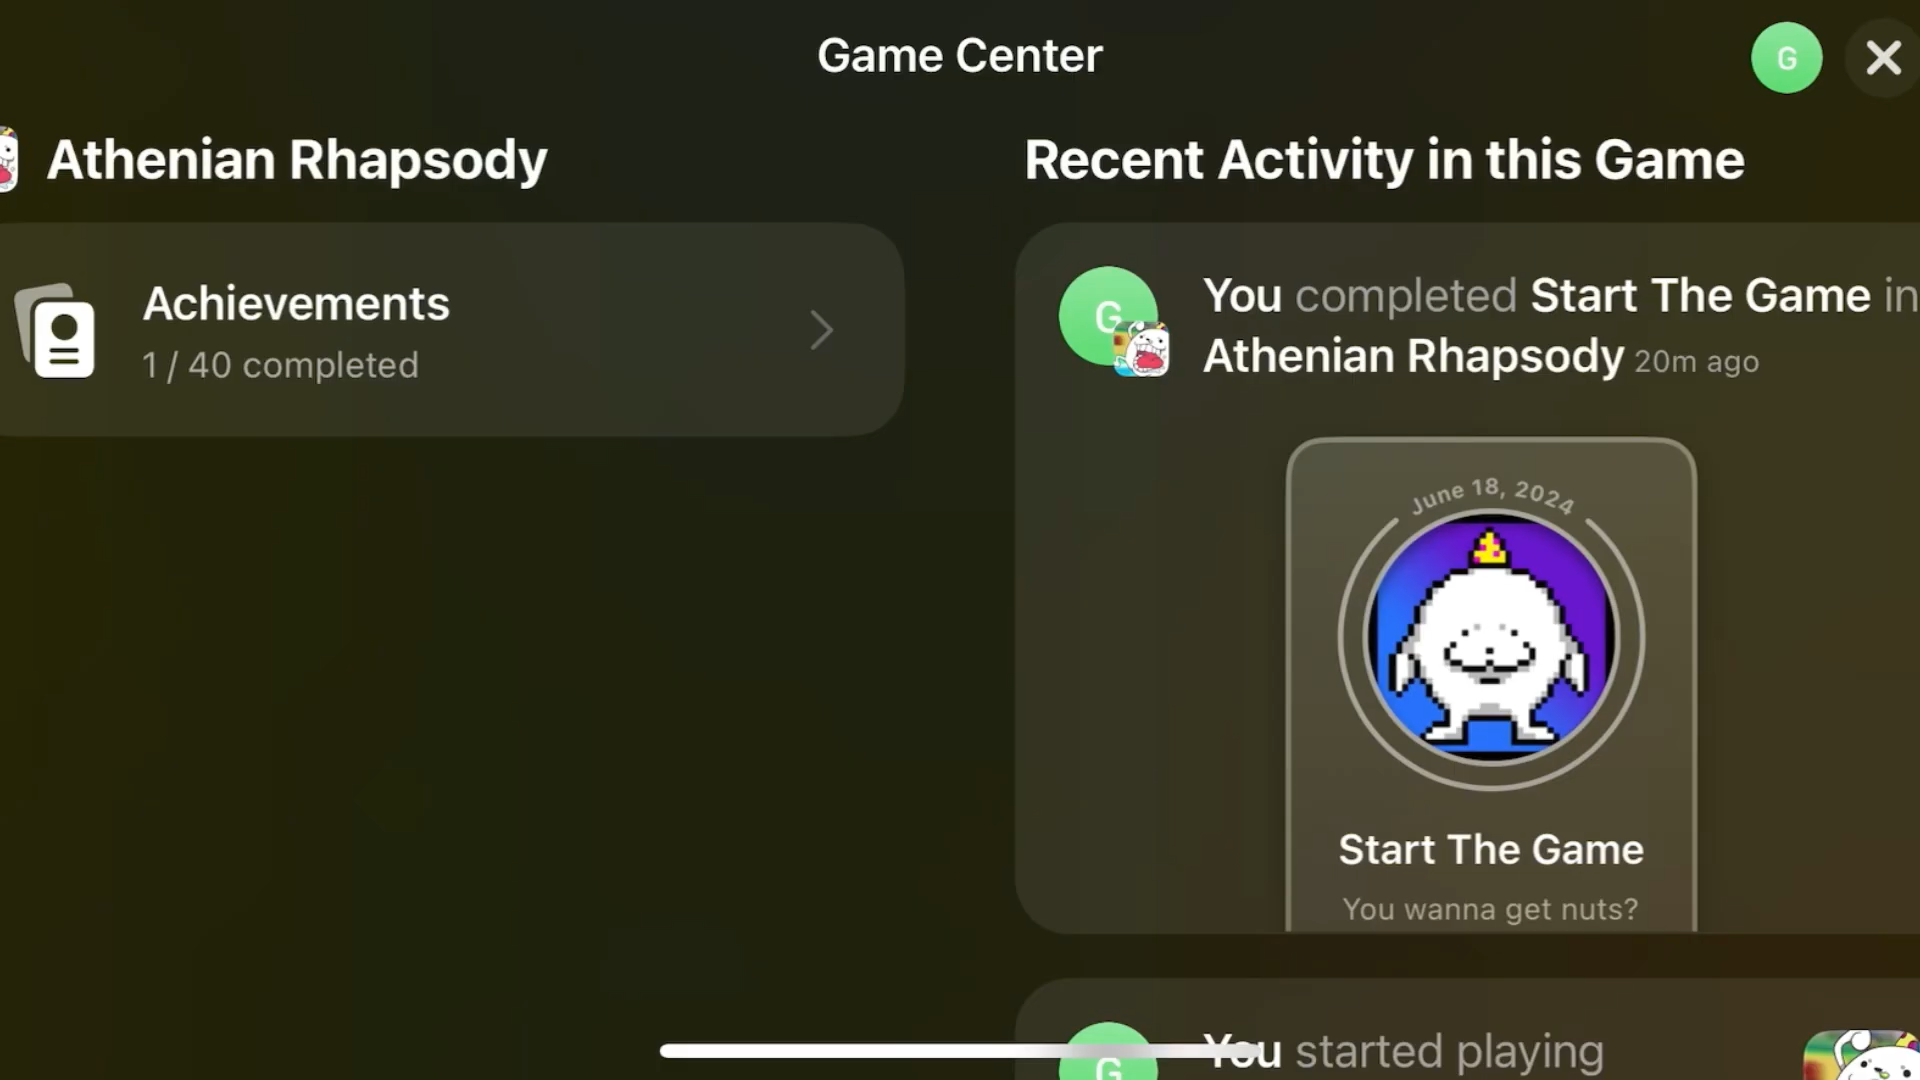 Game Center
G
Athenian Rhapsody
Achievements
1 / 40 completed
Recent Activity in this Game
G
You completed Start The Game in
Athenian Rhapsody 20m ago
June 18, 2024
Start The Game
You wanna get nuts?
G
You started playing